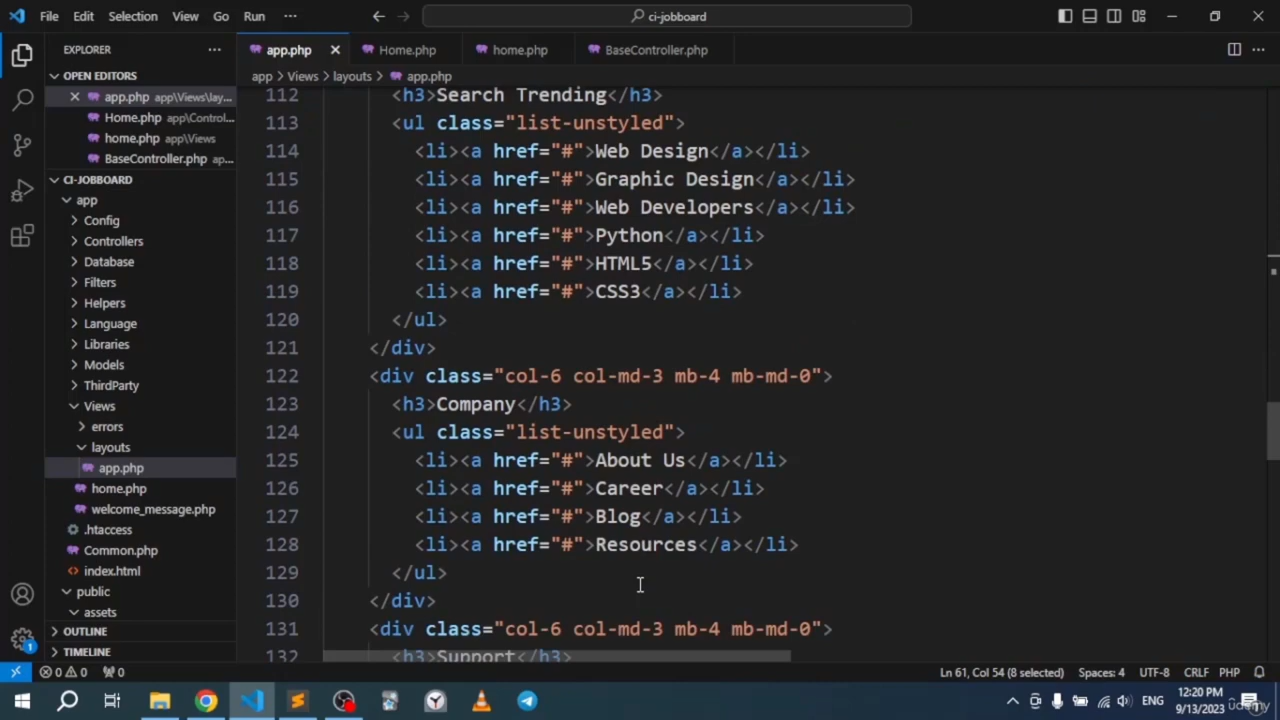 File Edit Selection View Go Run ··· ci-jobboard
EXPLORER ··· app.php Home.php home.php BaseController.php ···
OPEN EDITORS
app > Views > layouts > app.php
app.php app\Views\lay...
Home.php app\Control...
home.php app\Views
BaseController.php ap...
CI-JOBBOARD
app
Config
Controllers
Database
Filters
Helpers
Language
Libraries
Models
ThirdParty
Views
errors
layouts
app.php
home.php
welcome_message.php
.htaccess
Common.php
index.html
public
assets
OUTLINE
TIMELINE
112 <h3>Search Trending</h3>
113 <ul class="list-unstyled">
114 <li><a href="#">Web Design</a></li>
115 <li><a href="#">Graphic Design</a></li>
116 <li><a href="#">Web Developers</a></li>
117 <li><a href="#">Python</a></li>
118 <li><a href="#">HTML5</a></li>
119 <li><a href="#">CSS3</a></li>
120 </ul>
121 </div>
122 <div class="col-6 col-md-3 mb-4 mb-md-0">
123 <h3>Company</h3>
124 <ul class="list-unstyled">
125 <li><a href="#">About Us</a></li>
126 <li><a href="#">Career</a></li>
127 <li><a href="#">Blog</a></li>
128 <li><a href="#">Resources</a></li>
129 </ul>
130 </div>
131 <div class="col-6 col-md-3 mb-4 mb-md-0">
132 <h3>Support</h3>
1
0 0 0 Ln 61, Col 54 (8 selected) Spaces: 4 UTF-8 CRLF PHP
ENG 12:20 PM
9/13/2023
udemy